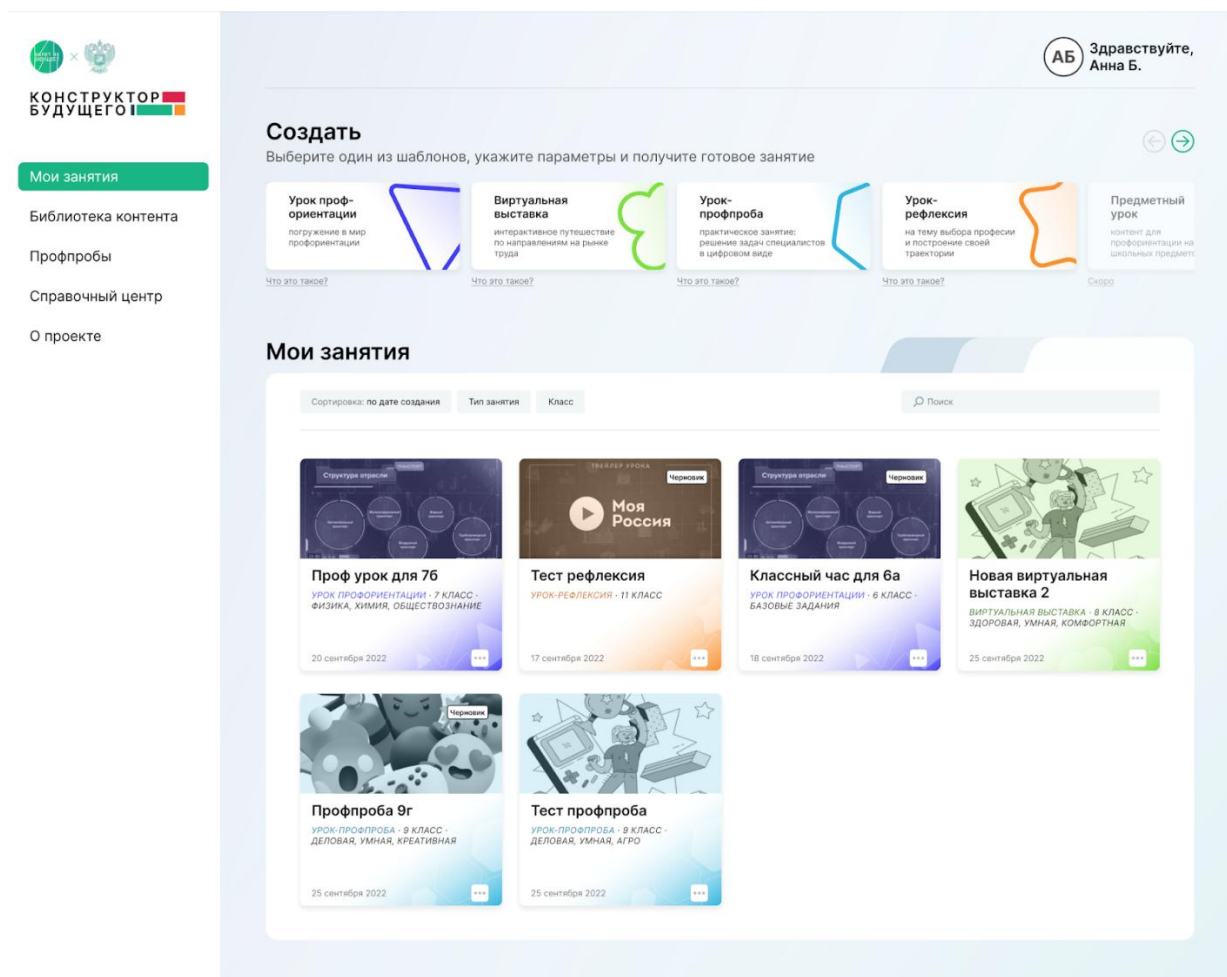 КОНСТРУКТОР
БУДУЩЕГО
Мои занятия
Библиотека контента
Профпробы
Справочный центр
О проекте
АБ
Здравствуйте,
Анна Б.
Создать
Выберите один из шаблонов, укажите параметры и получите готовое занятие
Урок проф-
ориентации
погружение в мир
профориентации
Что это такое?
Виртуальная
выставка
интерактивное путешествие
по направлениям на рынке
труда
Что это такое?
Урок-
профпроба
практическое занятие:
решение задач специалистов
в цифровом виде
Что это такое?
Урок-
рефлексия
на тему выбора професии
и построение своей
траектории
Что это такое?
Предметный
урок
контент для
профориентации на
школьных предмето
Скоро
Мои занятия
Сортировка: по дате создания
Тип занятия
Класс
Поиск
Структура отрасли
Проф урок для 7б
УРОК ПРОФОРИЕНТАЦИИ · 7 КЛАСС ·
ФИЗИКА, ХИМИЯ, ОБЩЕСТВОЗНАНИЕ
20 сентября 2022
ТРЕЙЛЕР УРОКА
Черновик
Моя
Россия
Тест рефлексия
УРОК-РЕФЛЕКСИЯ · 11 КЛАСС
17 сентября 2022
Структура отрасли
Черновик
Классный час для 6а
УРОК ПРОФОРИЕНТАЦИИ · 6 КЛАСС ·
БАЗОВЫЕ ЗАДАНИЯ
18 сентября 2022
Новая виртуальная
выставка 2
ВИРТУАЛЬНАЯ ВЫСТАВКА · 8 КЛАСС ·
ЗДОРОВАЯ, УМНАЯ, КОМФОРТНАЯ
25 сентября 2022
Черновик
Профпроба 9г
УРОК-ПРОФПРОБА · 9 КЛАСС ·
ДЕЛОВАЯ, УМНАЯ, КРЕАТИВНАЯ
25 сентября 2022
Тест профпроба
УРОК-ПРОФПРОБА · 9 КЛАСС ·
ДЕЛОВАЯ, УМНАЯ, АГРО
25 сентября 2022